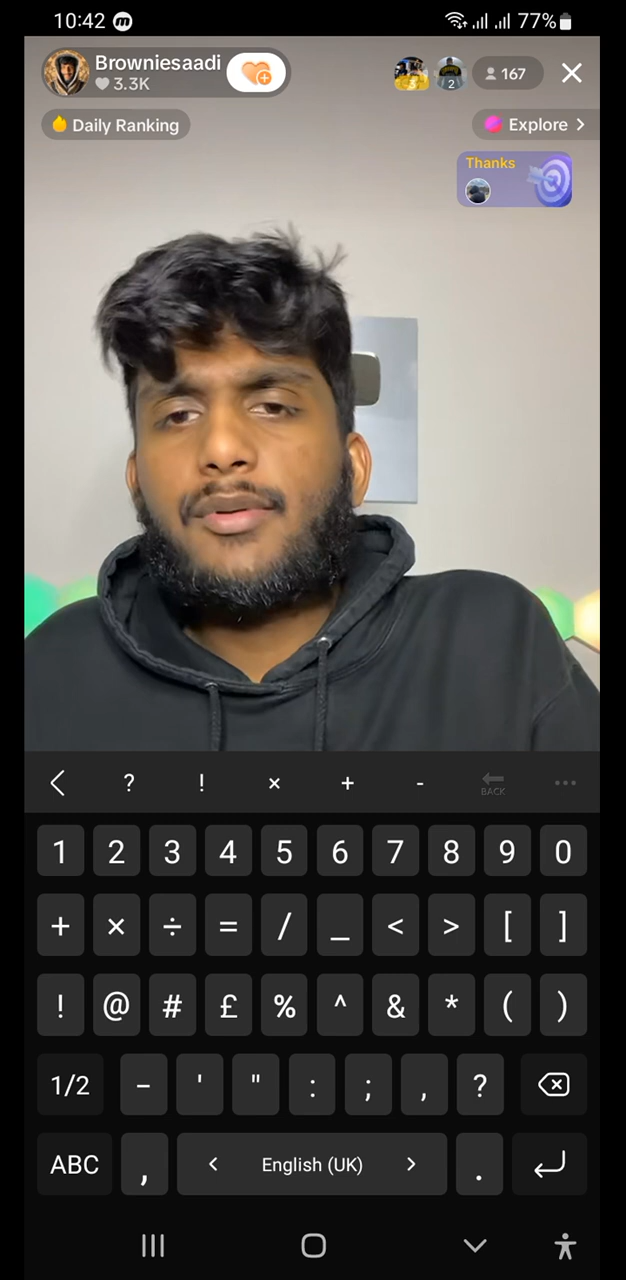 10:42 m 77%
Browniesaadi
3.3K
3 2 167
Daily Ranking
Explore >
Thanks
? ! × + -
BACK
1 2 3 4 5 6 7 8 9 0
+ × ÷ = / _ < > [ ]
! @ # £ % ^ & * ( )
1/2 - ' " : ; , ?
ABC , < English (UK) > .